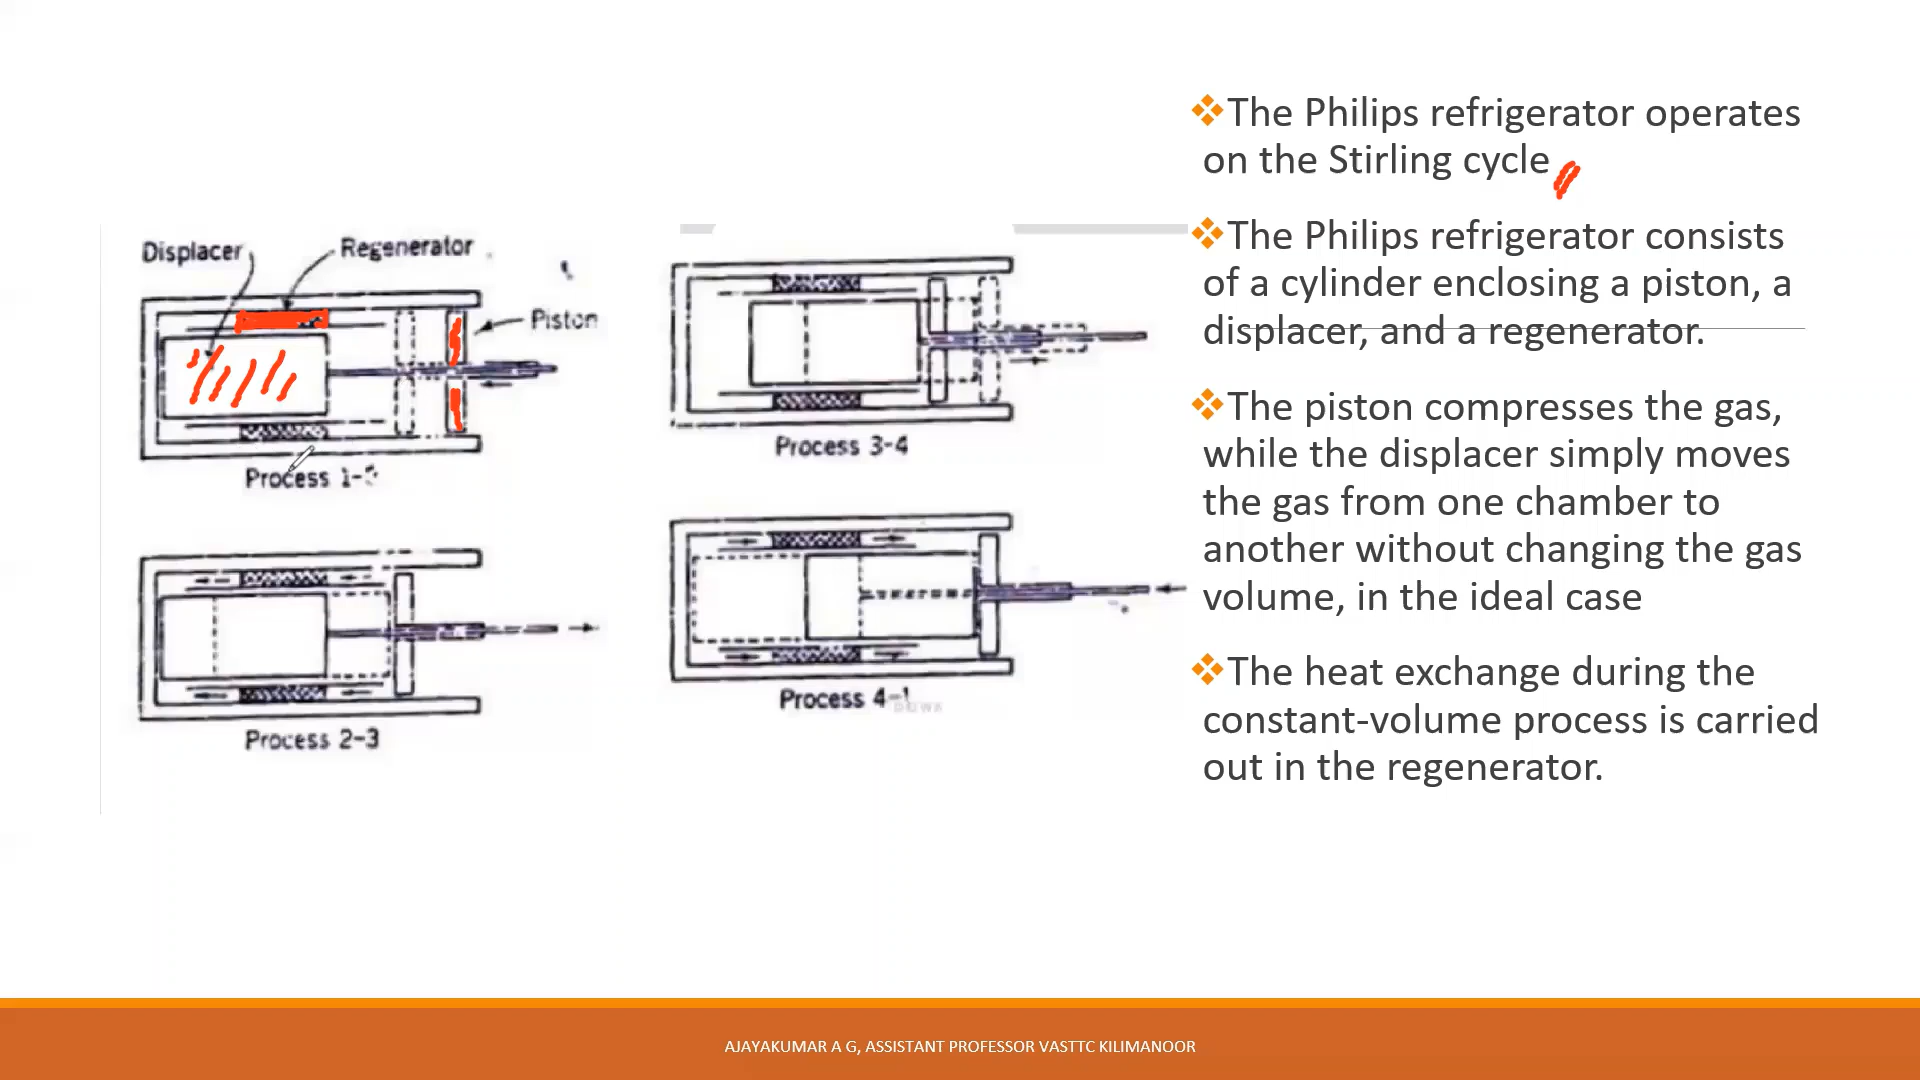 Displacer
Regenerator
Piston
Process 1-
Process 2-3
Process 3-4
Process 4-1
❖The Philips refrigerator operates
on the Stirling cycle
❖The Philips refrigerator consists
of a cylinder enclosing a piston, a
displacer, and a regenerator.
❖The piston compresses the gas,
while the displacer simply moves
the gas from one chamber to
another without changing the gas
volume, in the ideal case
❖The heat exchange during the
constant-volume process is carried
out in the regenerator.
AJAYAKUMAR A G, ASSISTANT PROFESSOR VASTTC KILIMANOOR